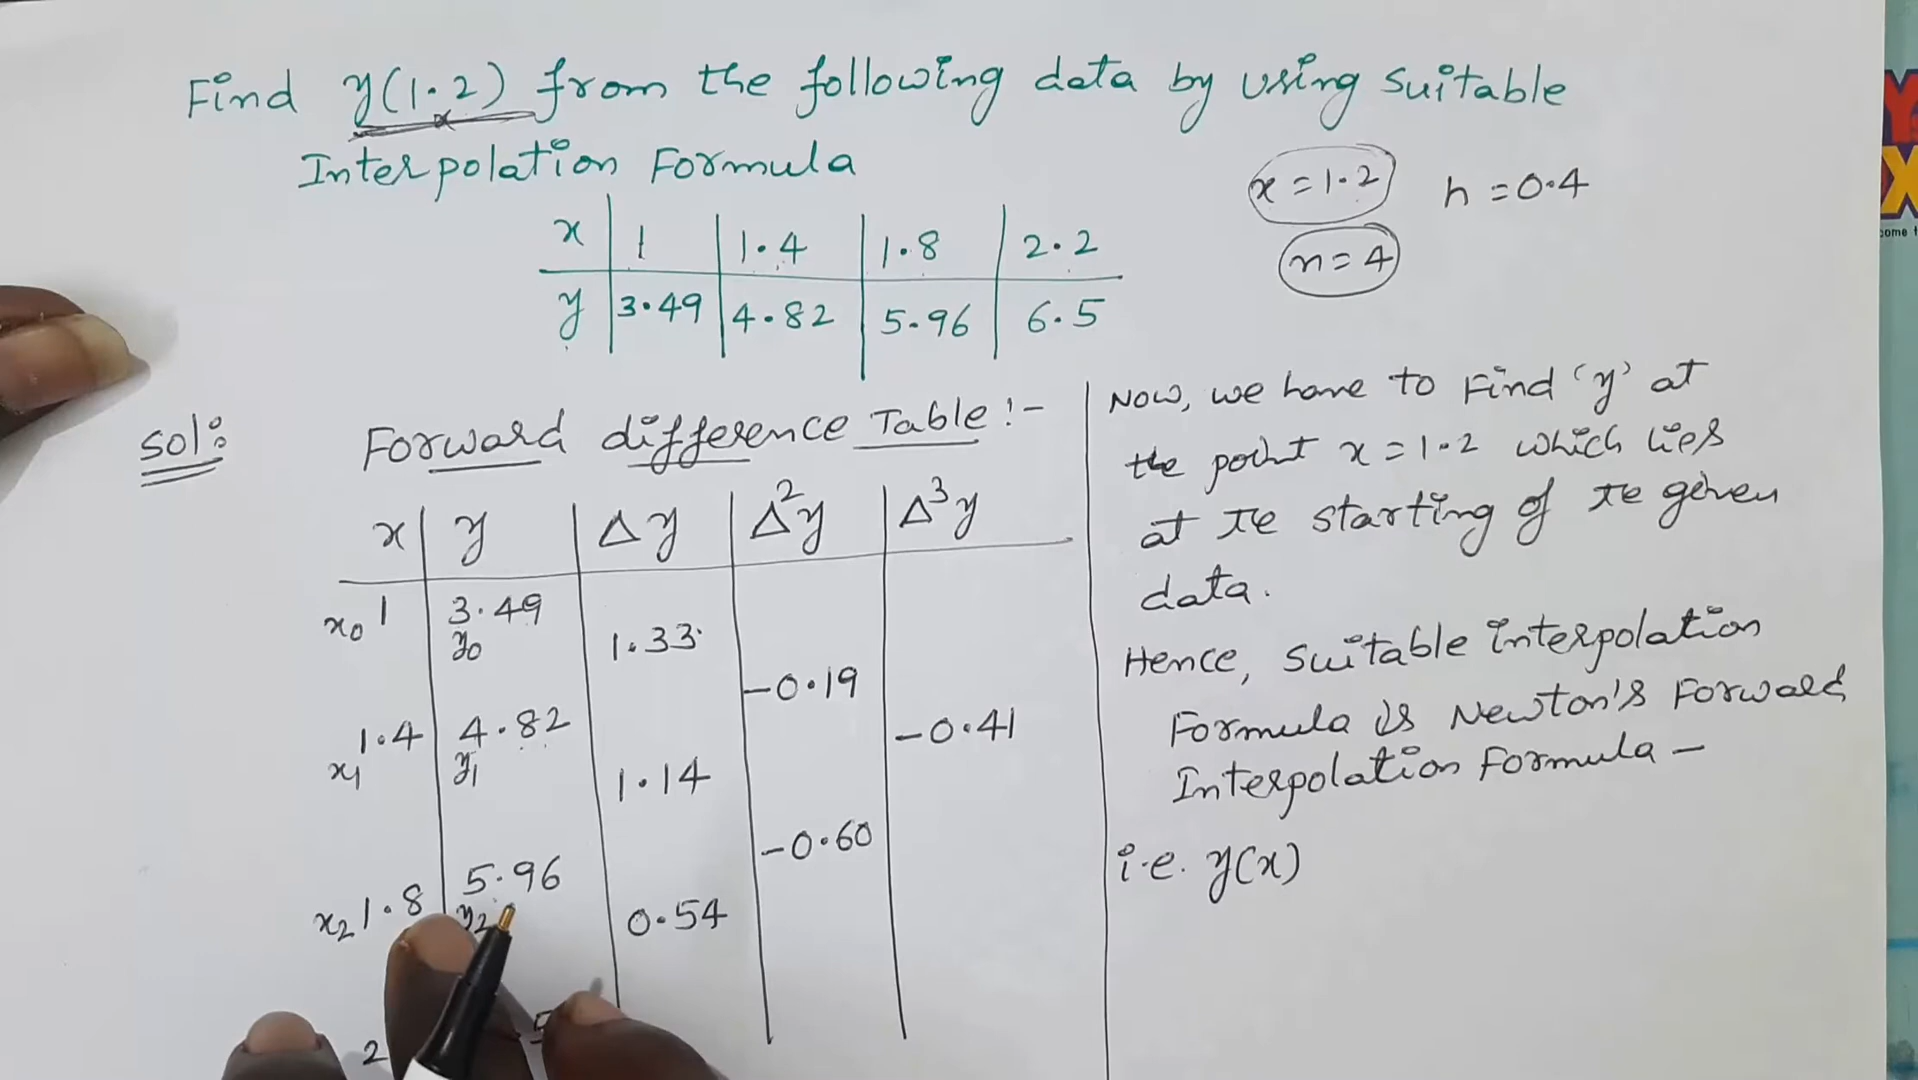 Find y(1.2) from the following data by using suitable
Interpolation Formula
x = 1.2 h = 0.4
n = 4
x 1 1.4 1.8 2.2
y 3.49 4.82 5.96 6.5
Sol:
Forward difference Table :-
x y Δy Δ²y Δ³y
x0 1 3.49
y0
1.33
-0.19
x1 1.4 4.82
y1
-0.41
1.14
-0.60
x2 1.8 5.96
y2
0.54
2
Now, we have to Find 'y' at
the point x = 1.2 which lies
at the starting of the given
data.
Hence, suitable interpolation
Formula is Newton's Forward
Interpolation Formula -
i.e. y(x)